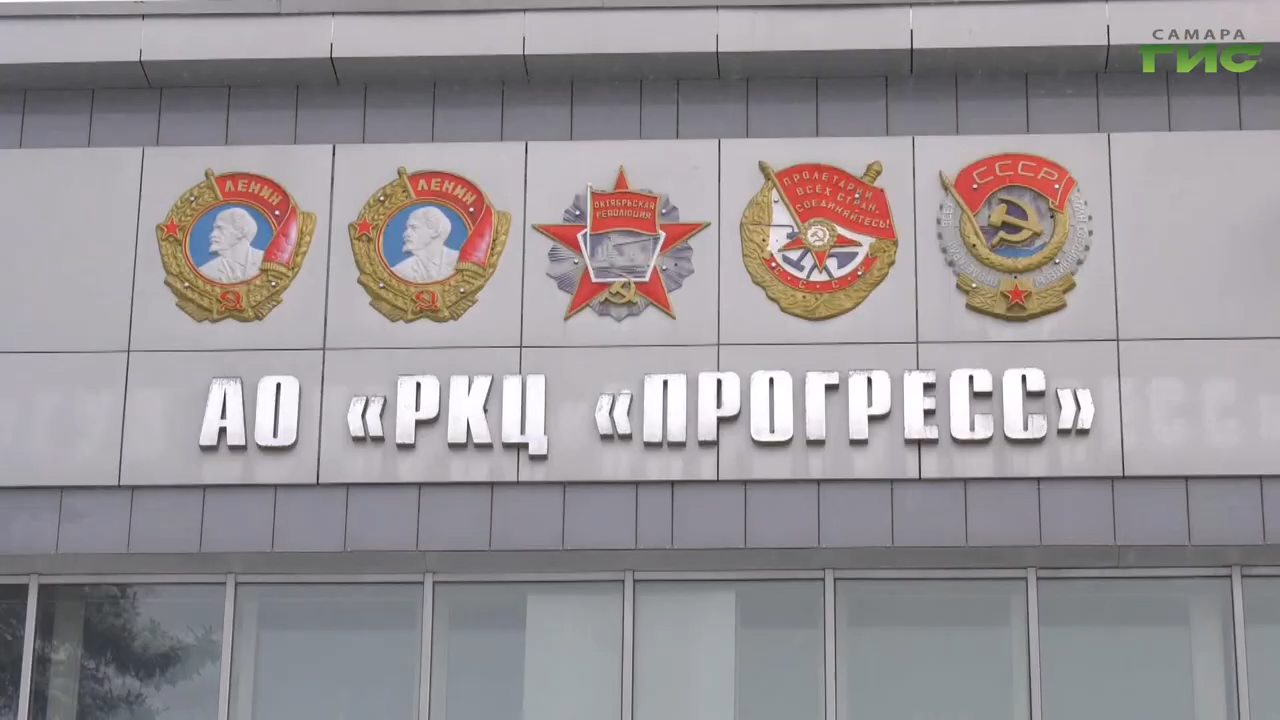 САМАРА
ГИС
ЛЕНИН
ЛЕНИН
ОКТЯБРЬСКАЯ
РЕВОЛЮЦИЯ
ПРОЛЕТАРИИ
ВСЕХ СТРАН,
СОЕДИНЯЙТЕСЬ!
С С С Р
СССР
АО «РКЦ «ПРОГРЕСС»